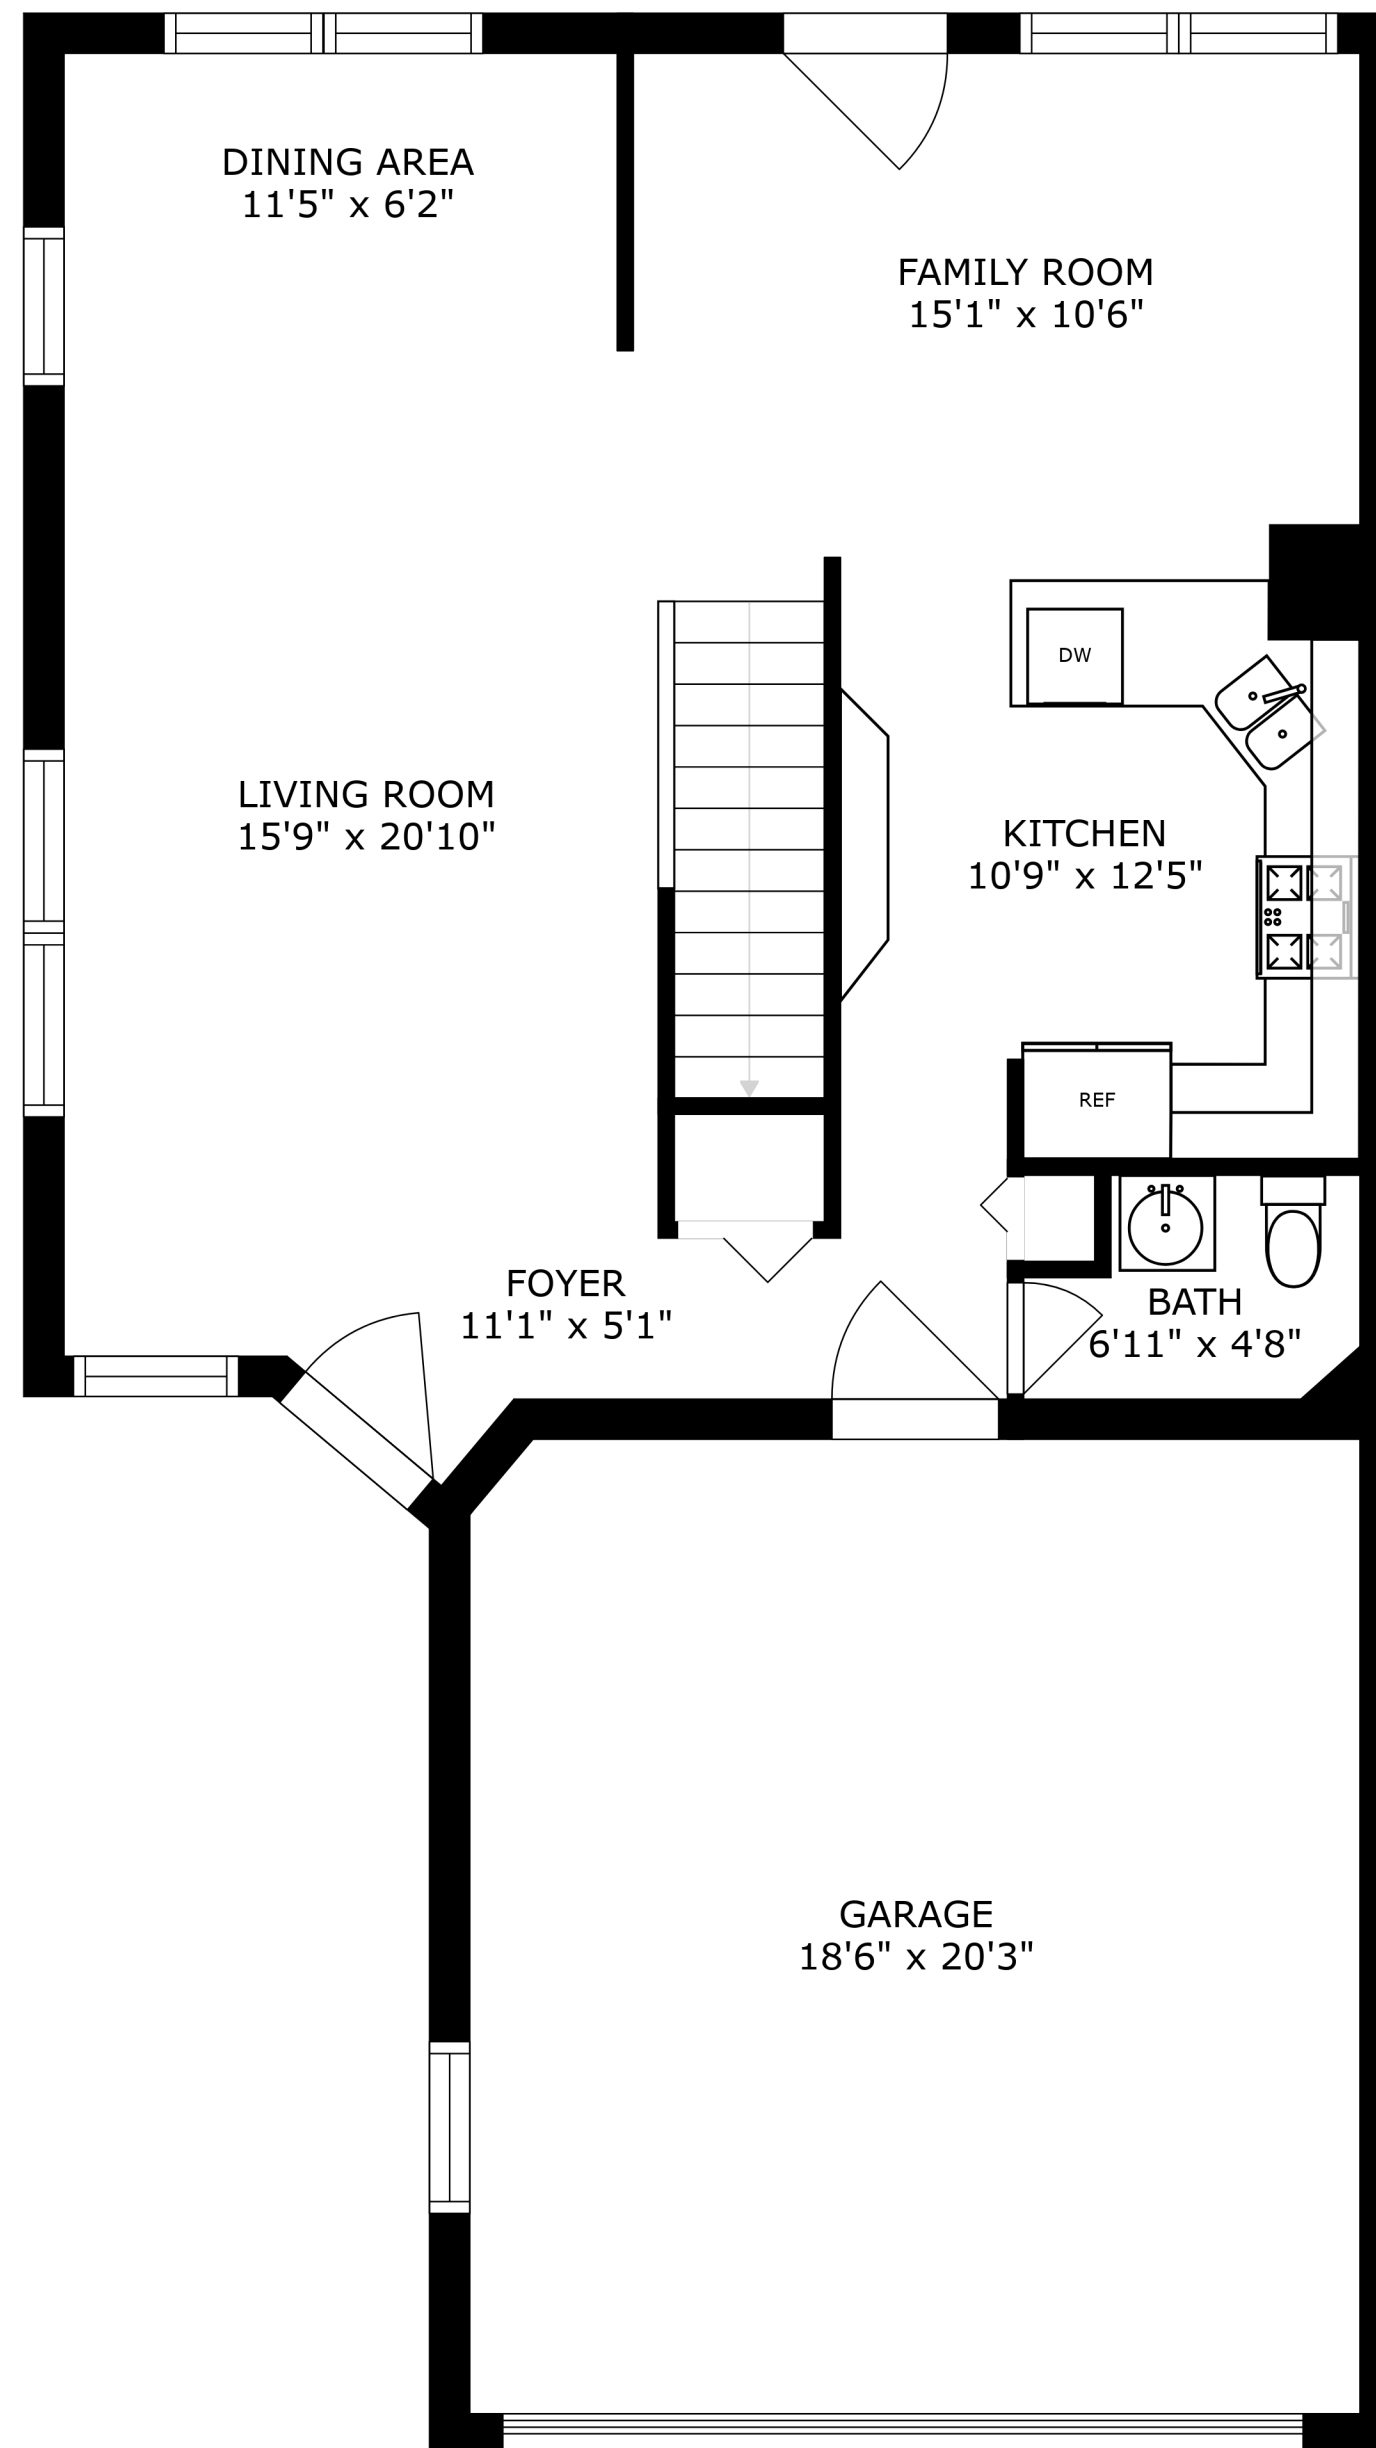 DINING AREA
11'5" x 6'2"
FAMILY ROOM
15'1" x 10'6"
DW
LIVING ROOM
15'9" x 20'10"
KITCHEN
10'9" x 12'5"
REF
FOYER
11'1" x 5'1"
BATH
6'11" x 4'8"
GARAGE
18'6" x 20'3"